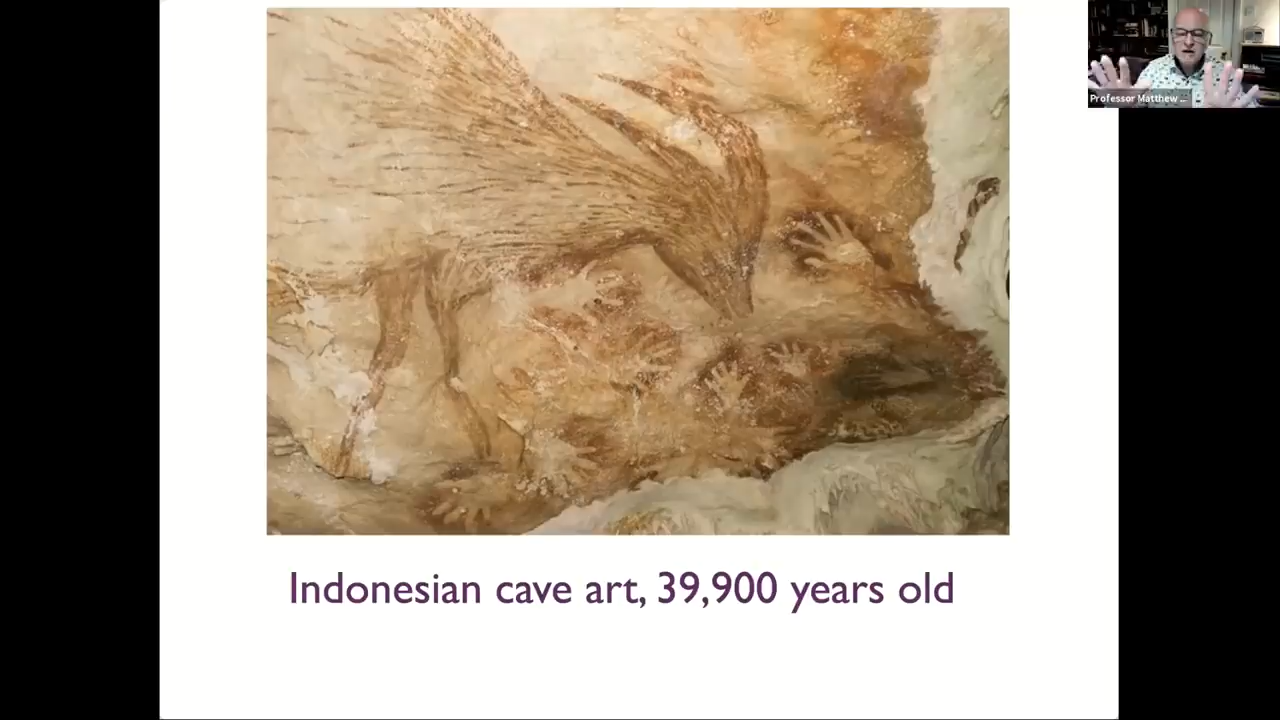 Professor Matthew ...
Indonesian cave art, 39,900 years old